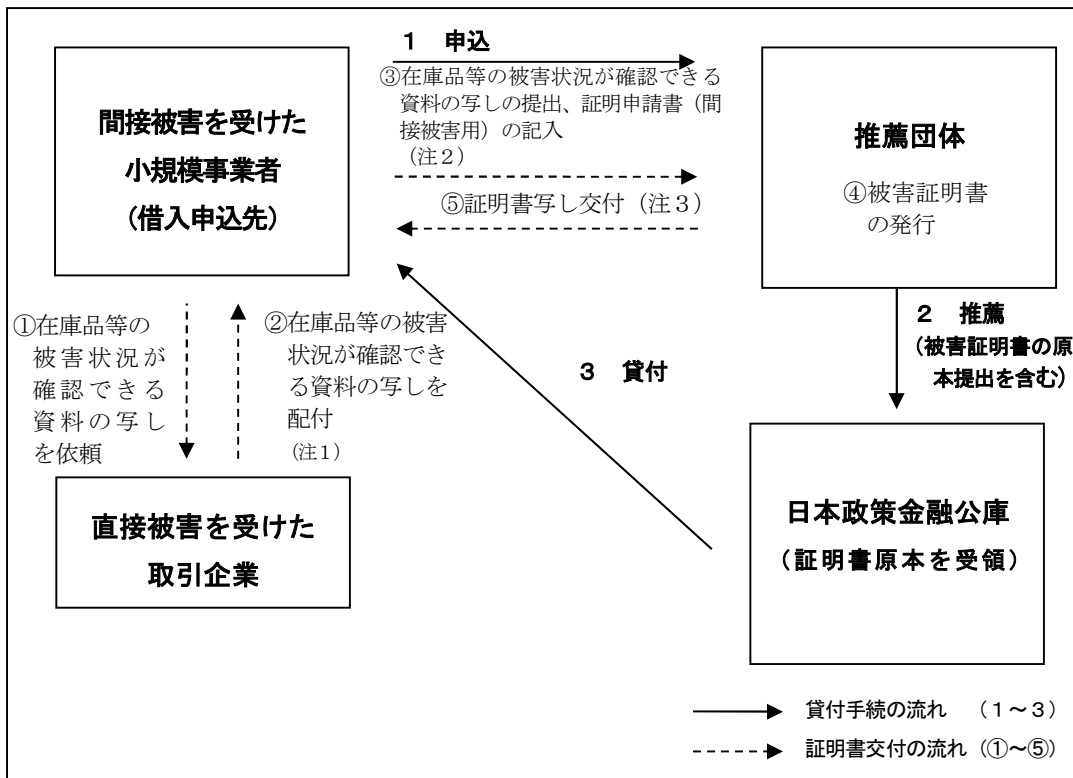 １　申込
③在庫品等の被害状況が確認できる
資料の写しの提出、証明申請書（間
接被害用）の記入
（注２）
⑤証明書写し交付（注３）
間接被害を受けた
小規模事業者
（借入申込先）
推薦団体
④被害証明書
の発行
①在庫品等の
被害状況が
確認できる
資料の写し
を依頼
②在庫品等の被害
状況が確認でき
る資料の写しを
配付
（注１）
３　貸付
２　推薦
（被害証明書の原
本提出を含む）
直接被害を受けた
取引企業
日本政策金融公庫
（証明書原本を受領）
貸付手続の流れ　（１～３）
証明書交付の流れ（①～⑤）